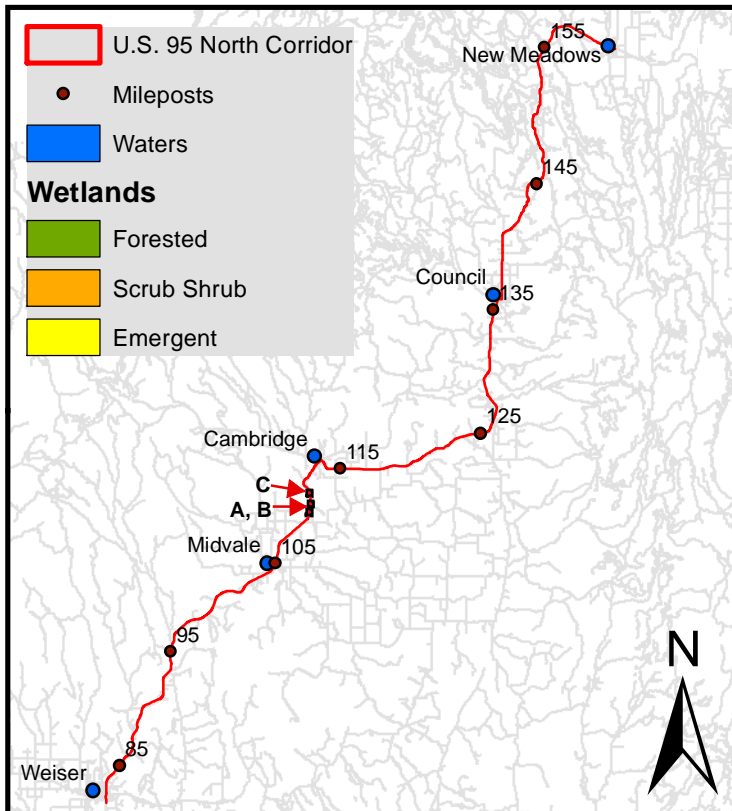 U.S. 95 North Corridor
Mileposts
Waters
Wetlands
Forested
Scrub Shrub
Emergent
155
New Meadows
145
Council
135
125
Cambridge
115
C
A, B
Midvale
105
95
N
85
Weiser